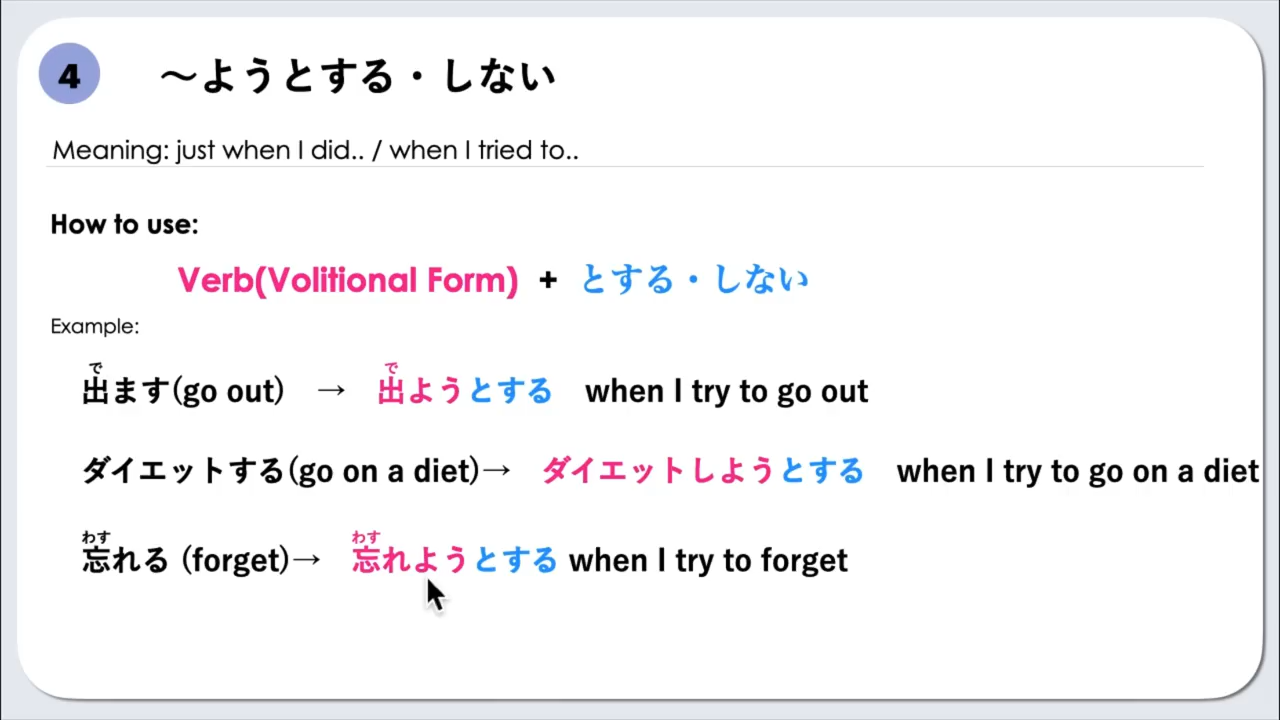 4 ～ようとする・しない
Meaning: just when I did.. / when I tried to..
How to use:
Verb(Volitional Form) + とする・しない
Example:
で で
出ます(go out) → 出ようとする when I try to go out
ダイエットする(go on a diet)→ ダイエットしようとする when I try to go on a diet
わす わす
忘れる (forget)→ 忘れようとする when I try to forget